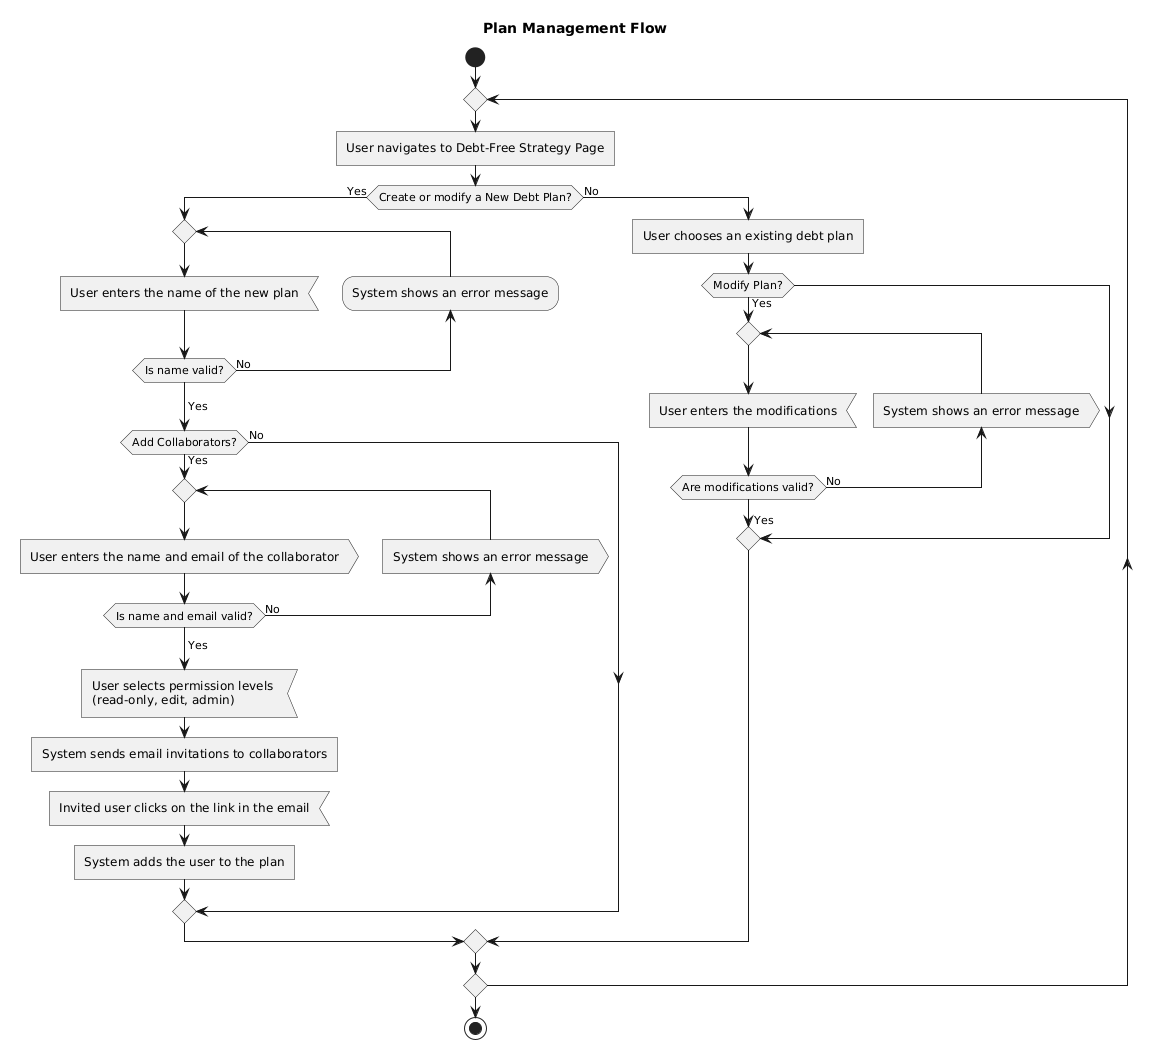 Plan Management Flow
User navigates to Debt-Free Strategy Page
Create or modify a New Debt Plan?
Yes
No
User enters the name of the new plan
System shows an error message
Is name valid?
No
Yes
Add Collaborators?
No
Yes
User enters the name and email of the collaborator
System shows an error message
Is name and email valid?
No
Yes
User selects permission levels
(read-only, edit, admin)
System sends email invitations to collaborators
Invited user clicks on the link in the email
System adds the user to the plan
User chooses an existing debt plan
Modify Plan?
Yes
User enters the modifications
System shows an error message
Are modifications valid?
No
Yes